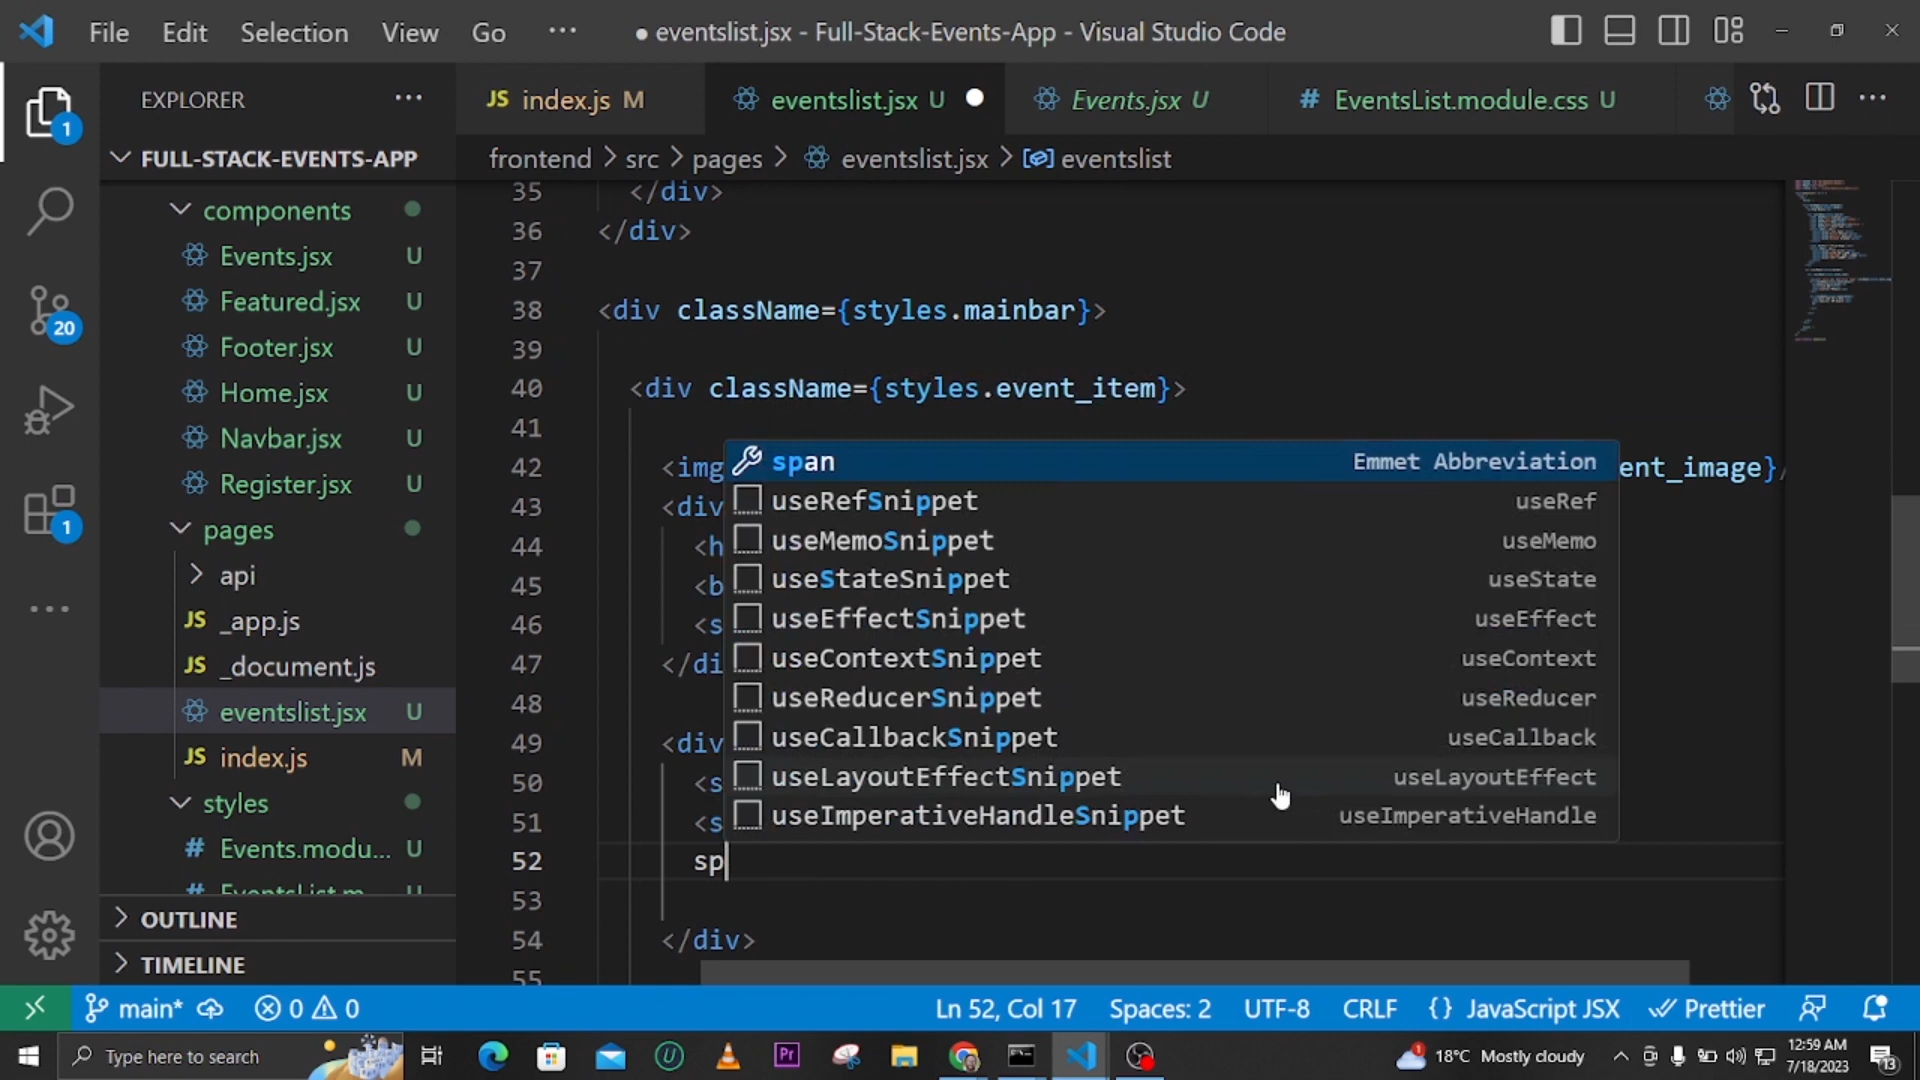 File Edit Selection View Go ··· ● eventslist.jsx - Full-Stack-Events-App - Visual Studio Code
EXPLORER ···
JS index.js M
eventslist.jsx U ●
Events.jsx U
# EventsList.module.css U
···
FULL-STACK-EVENTS-APP
frontend > src > pages > eventslist.jsx > eventslist
components
Events.jsx U
Featured.jsx U
Footer.jsx U
Home.jsx U
Navbar.jsx U
Register.jsx U
pages
api
JS _app.js
JS _document.js
eventslist.jsx U
JS index.js M
styles
# Events.modu... U
# EventsList.m... U
OUTLINE
TIMELINE
1
20
1
35 </div>
36 </div>
37
38 <div className={styles.mainbar}>
39
40 <div className={styles.event_item}>
41
42 <img ent_image}/
43 <div
44 <h
45 <b
46 <s
47 </di
48
49 <div
50 <s
51 <s
52 sp
53
54 </div>
55
span Emmet Abbreviation
useRefSnippet useRef
useMemoSnippet useMemo
useStateSnippet useState
useEffectSnippet useEffect
useContextSnippet useContext
useReducerSnippet useReducer
useCallbackSnippet useCallback
useLayoutEffectSnippet useLayoutEffect
useImperativeHandleSnippet useImperativeHandle
main* 0 0 Ln 52, Col 17 Spaces: 2 UTF-8 CRLF {} JavaScript JSX Prettier
Type here to search
Pr
18°C Mostly cloudy
12:59 AM
7/18/2023
13